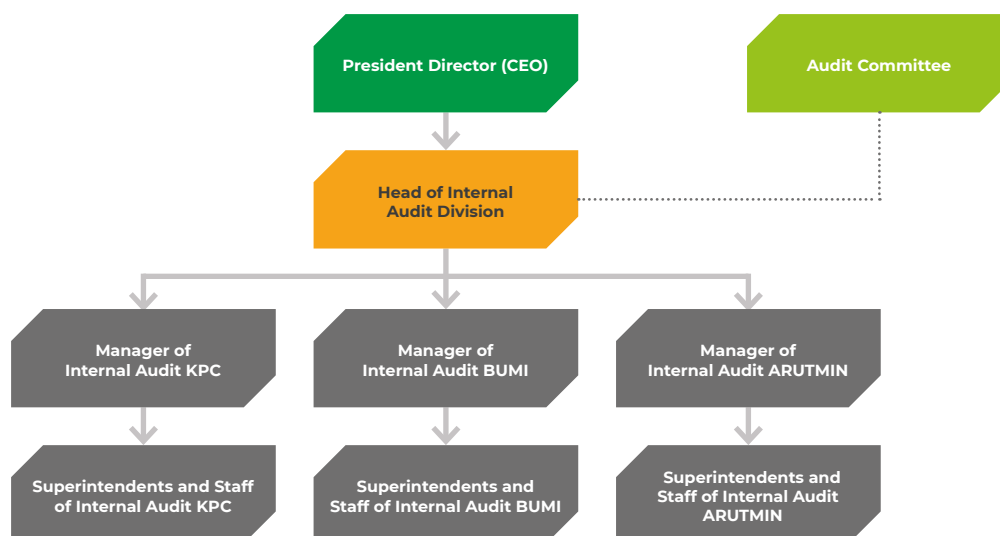 President Director (CEO)
Audit Committee
Head of Internal
Audit Division
Manager of
Internal Audit KPC
Manager of
Internal Audit BUMI
Manager of
Internal Audit ARUTMIN
Superintendents and Staff
of Internal Audit KPC
Superintendents and
Staff of Internal Audit BUMI
Superintendents and
Staff of Internal Audit
ARUTMIN